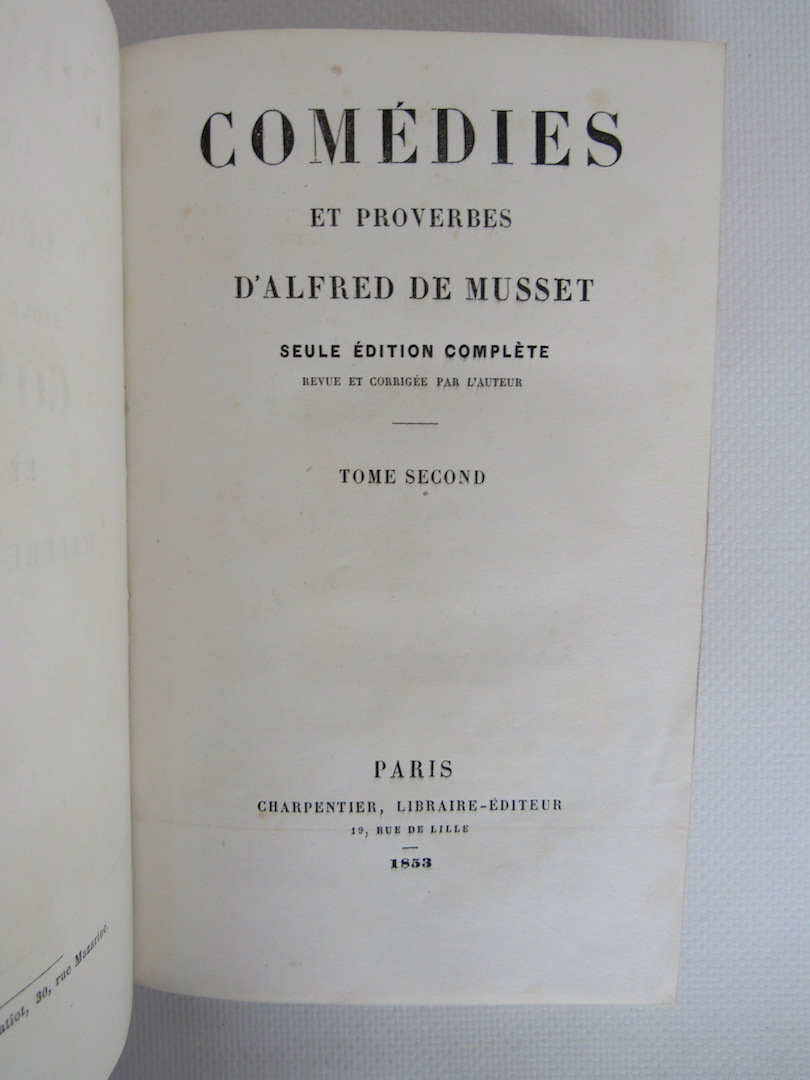 COMÉDIES
ET PROVERBES
D'ALFRED DE MUSSET
SEULE ÉDITION COMPLÈTE
REVUE ET CORRIGÉE PAR L'AUTEUR
TOME SECOND
PARIS
CHARPENTIER, LIBRAIRE-ÉDITEUR
19, RUE DE LILLE
1853
30, rue Mazarine.